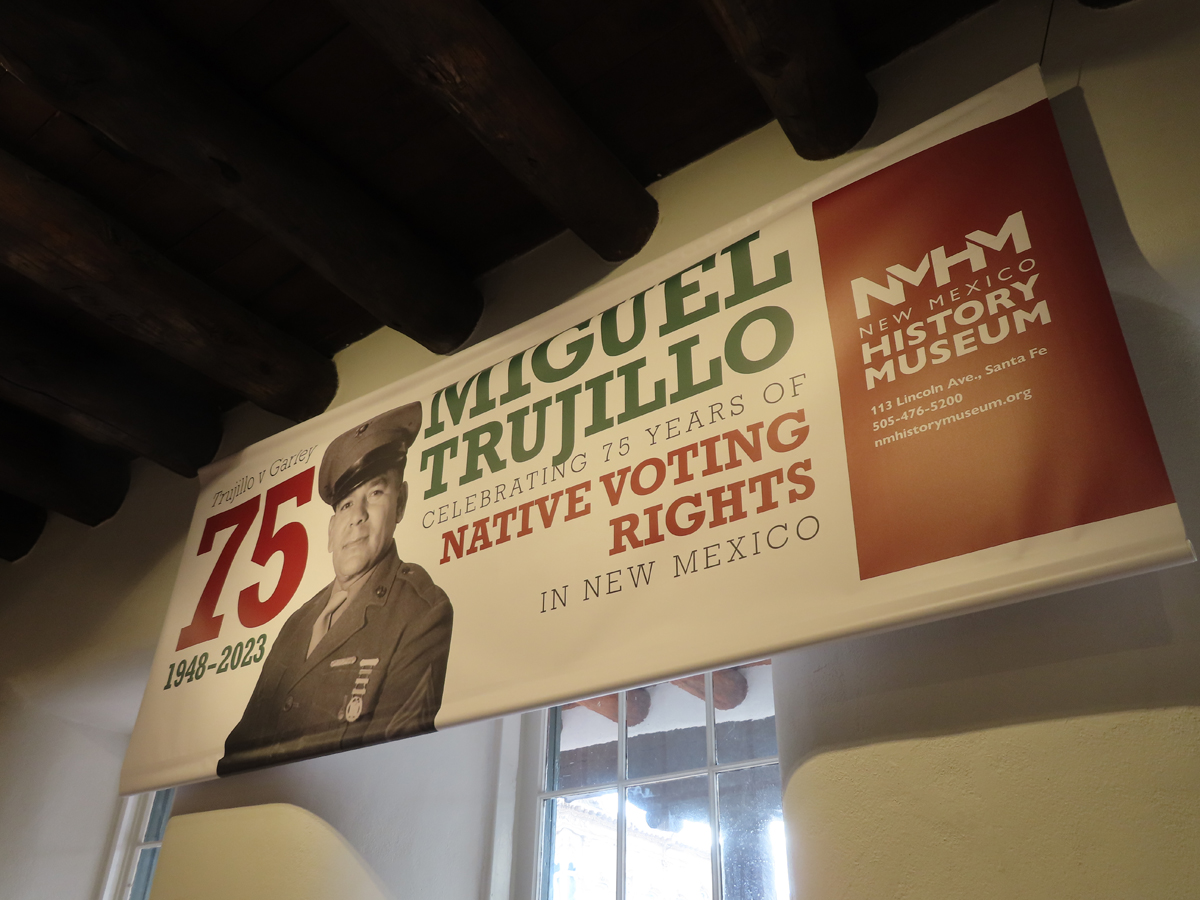 Trujillo v Garley
75
1948–2023
MIGUEL
TRUJILLO
CELEBRATING 75 YEARS OF
NATIVE VOTING
RIGHTS
IN NEW MEXICO
NMHM
NEW MEXICO
HISTORY
MUSEUM
113 Lincoln Ave., Santa Fe
505-476-5200
nmhistorymuseum.org